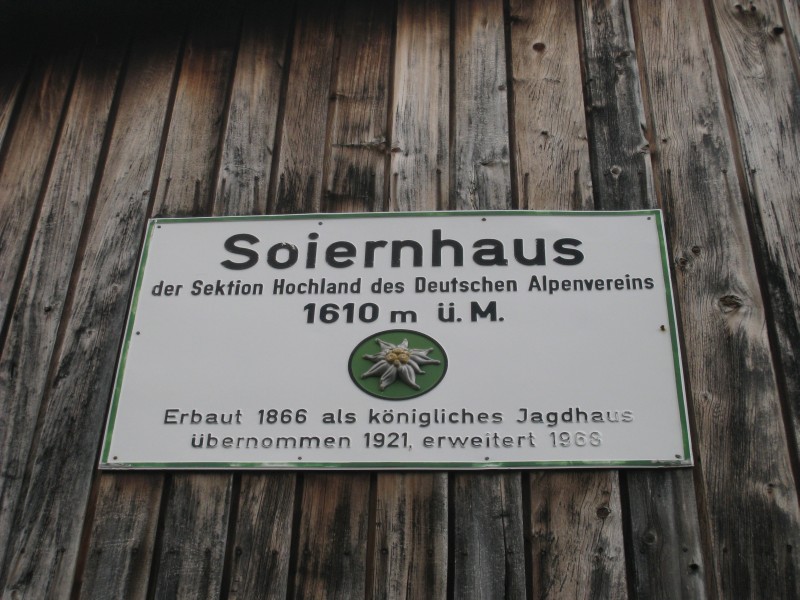 Soiernhaus
der Sektion Hochland des Deutschen Alpenvereins
1610 m ü. M.
Erbaut 1866 als königliches Jagdhaus
übernommen 1921, erweitert 1968